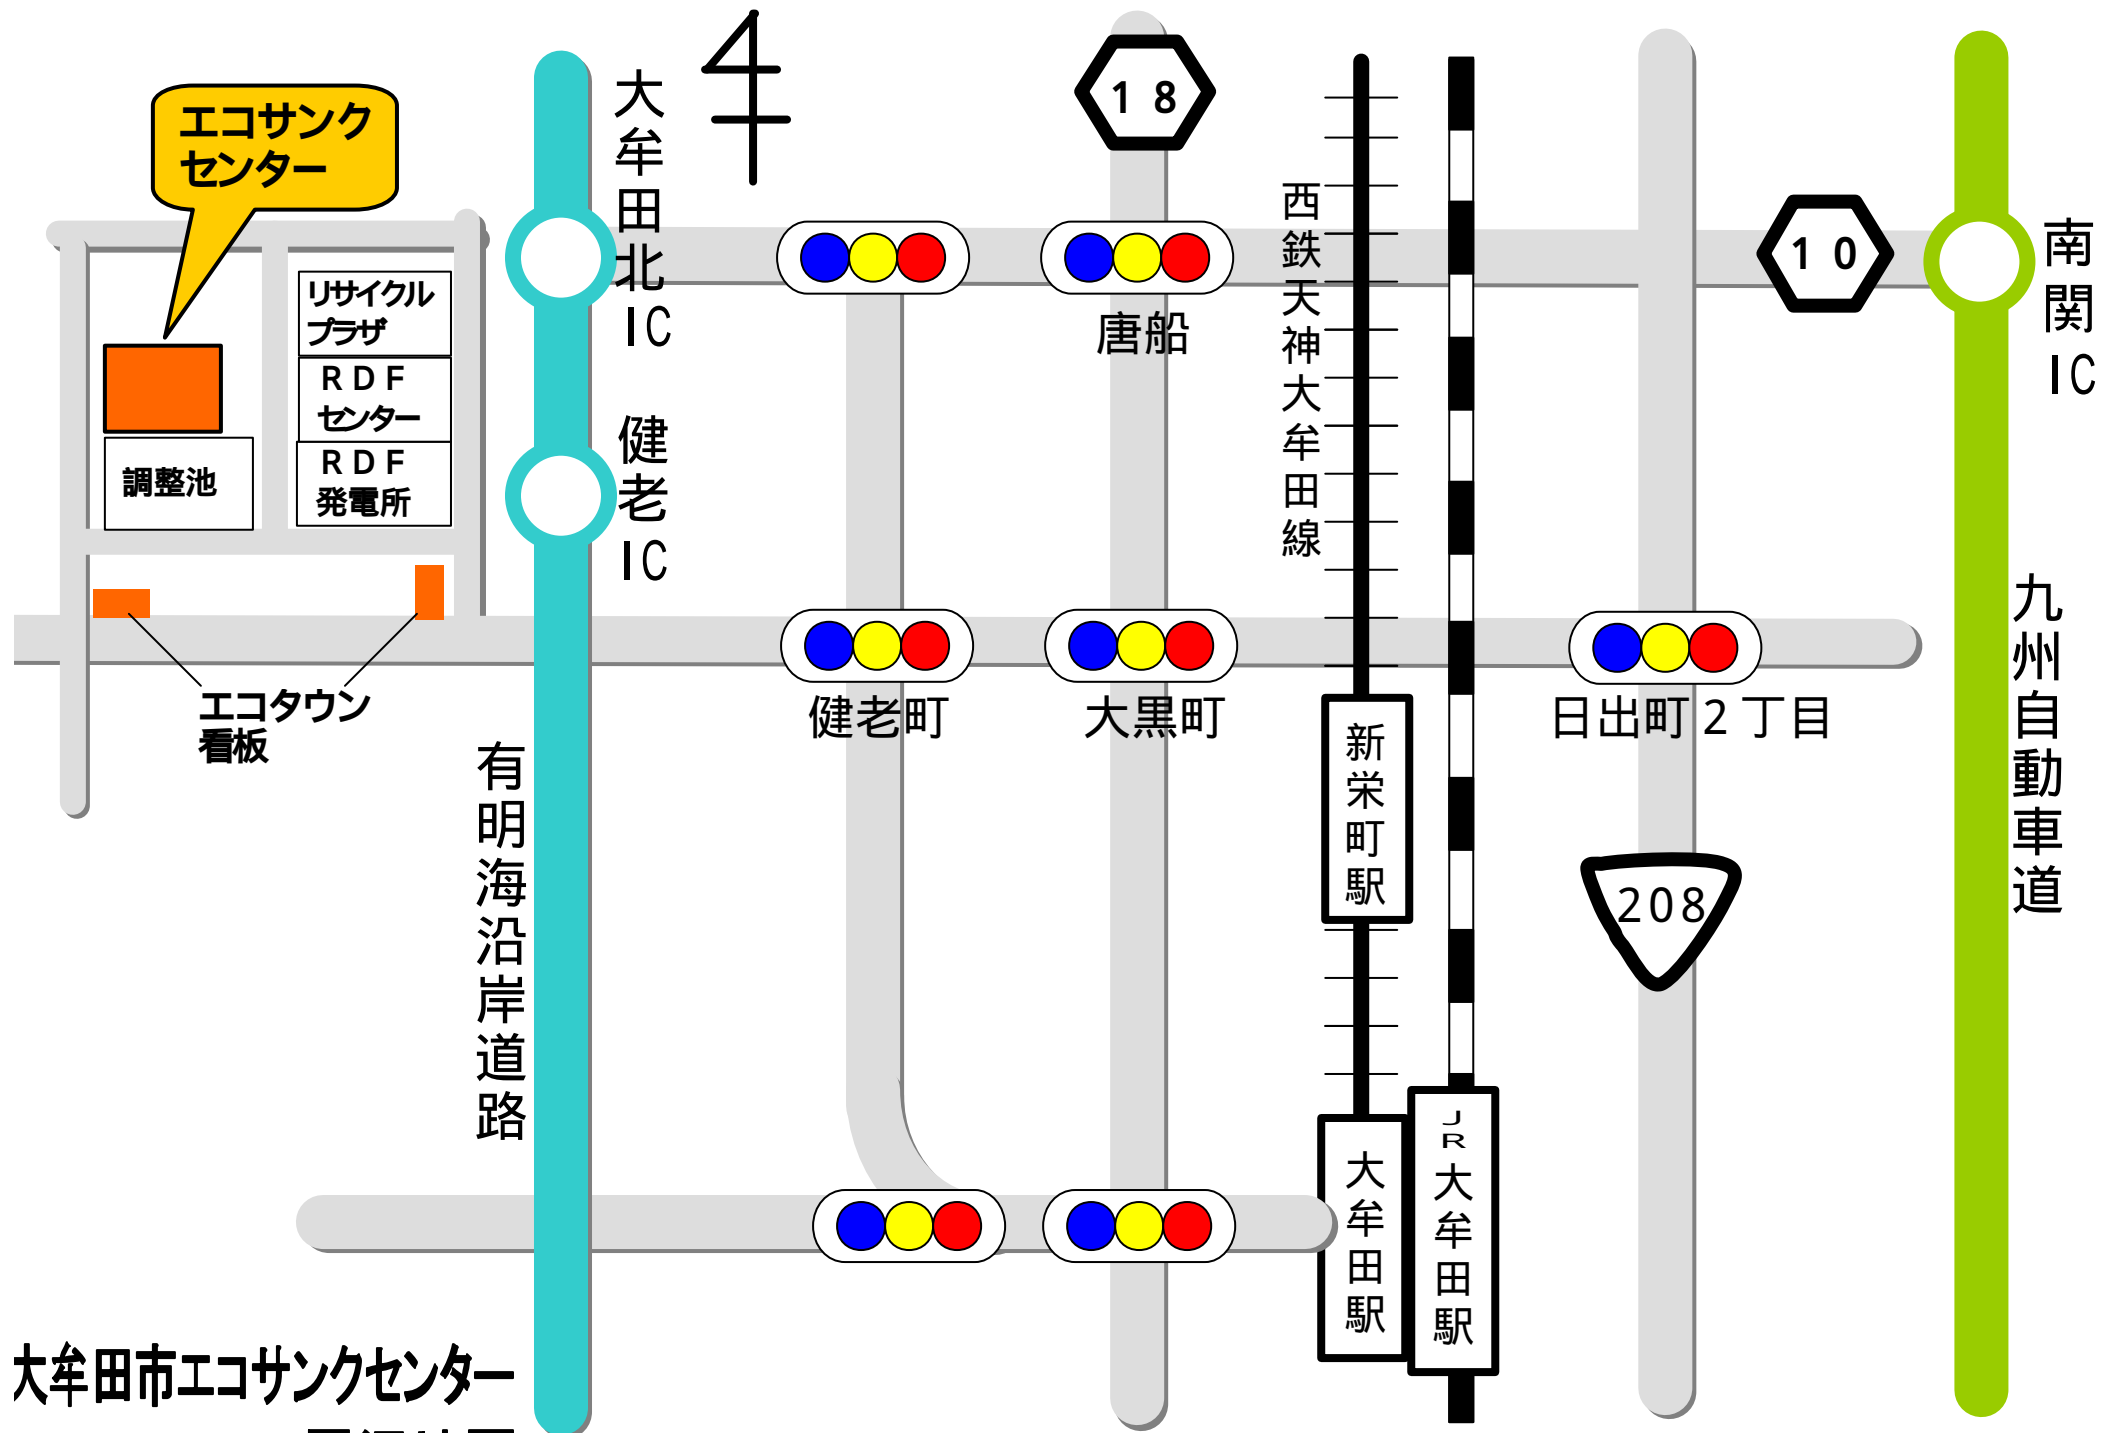 エコサンク
センター
大牟田北IC
18
西鉄天神大牟田線
10
南関IC
リサイクル
プラザ
ＲＤＦ
センター
ＲＤＦ
発電所
調整池
唐船
健老IC
エコタウン
看板
健老町
大黒町
日出町２丁目
九州自動車道
有明海沿岸道路
新栄町駅
208
大牟田駅
JR大牟田駅
大牟田市エコサンクセンター